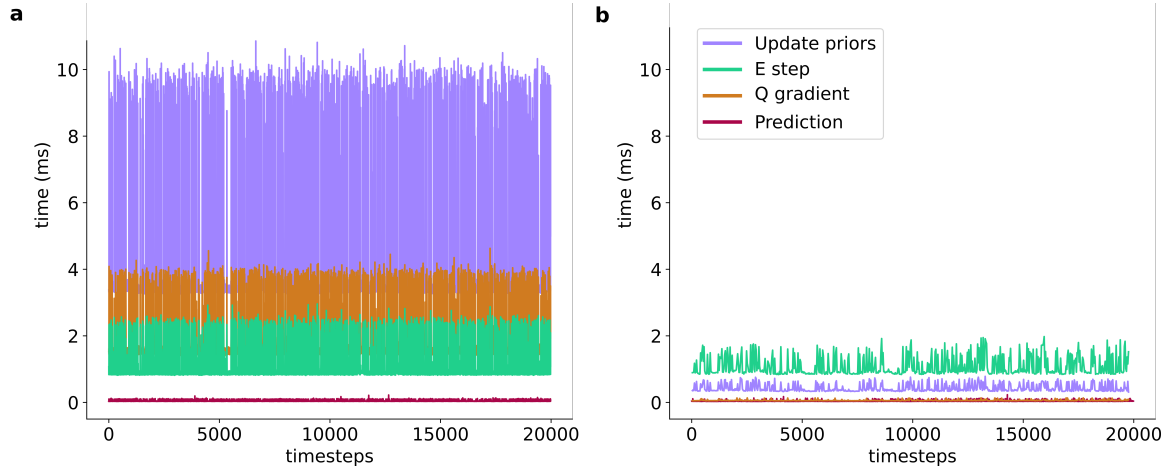 a
10
8
6
4
2
0
time (ms)
0 5000 10000 15000 20000
timesteps
b
Update priors
E step
Q gradient
Prediction
10
8
6
4
2
0
time (ms)
0 5000 10000 15000 20000
timesteps